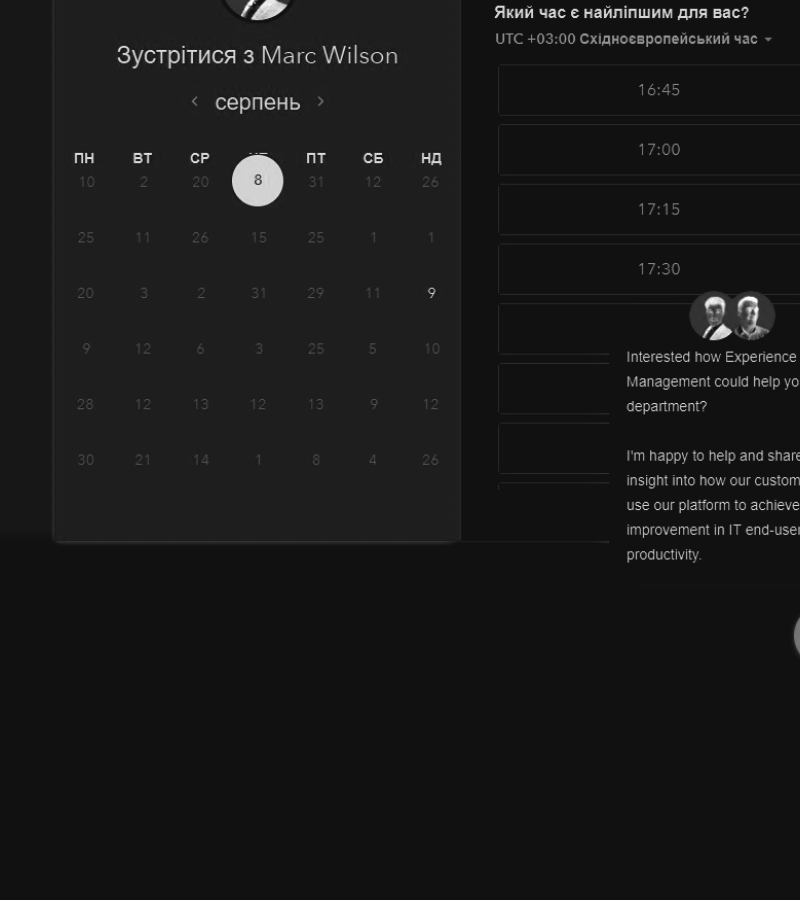 Зустрітися з Marc Wilson
серпень
ПН ВТ СР ПТ СБ НД
10 2 20 8 31 12 26
25 11 26 15 25 1 1
20 3 2 31 29 11 9
9 12 6 3 25 5 10
28 12 13 12 13 9 12
30 21 14 1 8 4 26
Який час є найліпшим для вас?
UTC +03:00 Східноєвропейський час
16:45
17:00
17:15
17:30
Interested how Experience
Management could help yo
department?
I'm happy to help and share
insight into how our custom
use our platform to achieve
improvement in IT end-user
productivity.